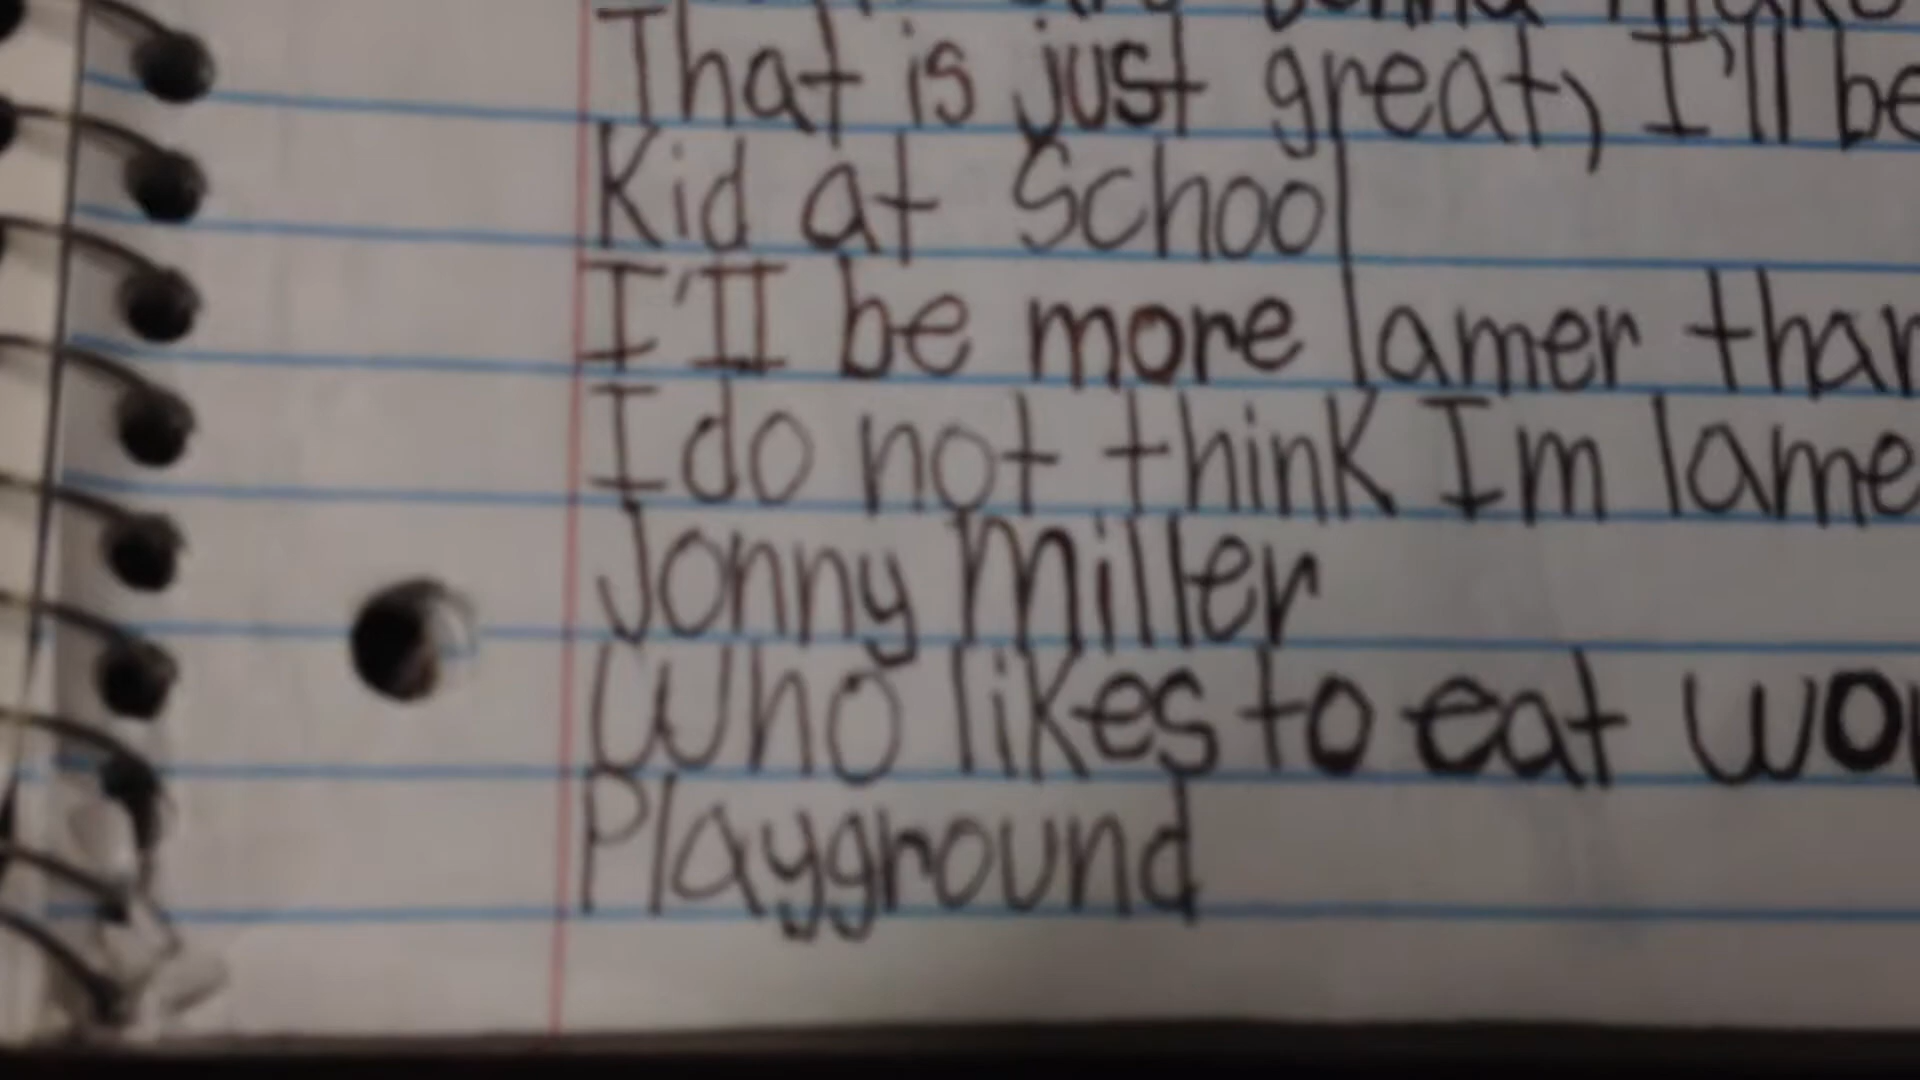 That is just great, I'll be
Kid at School
I'll be more lamer than
I do not think Im lame
Jonny Miller
Who likes to eat
Playground